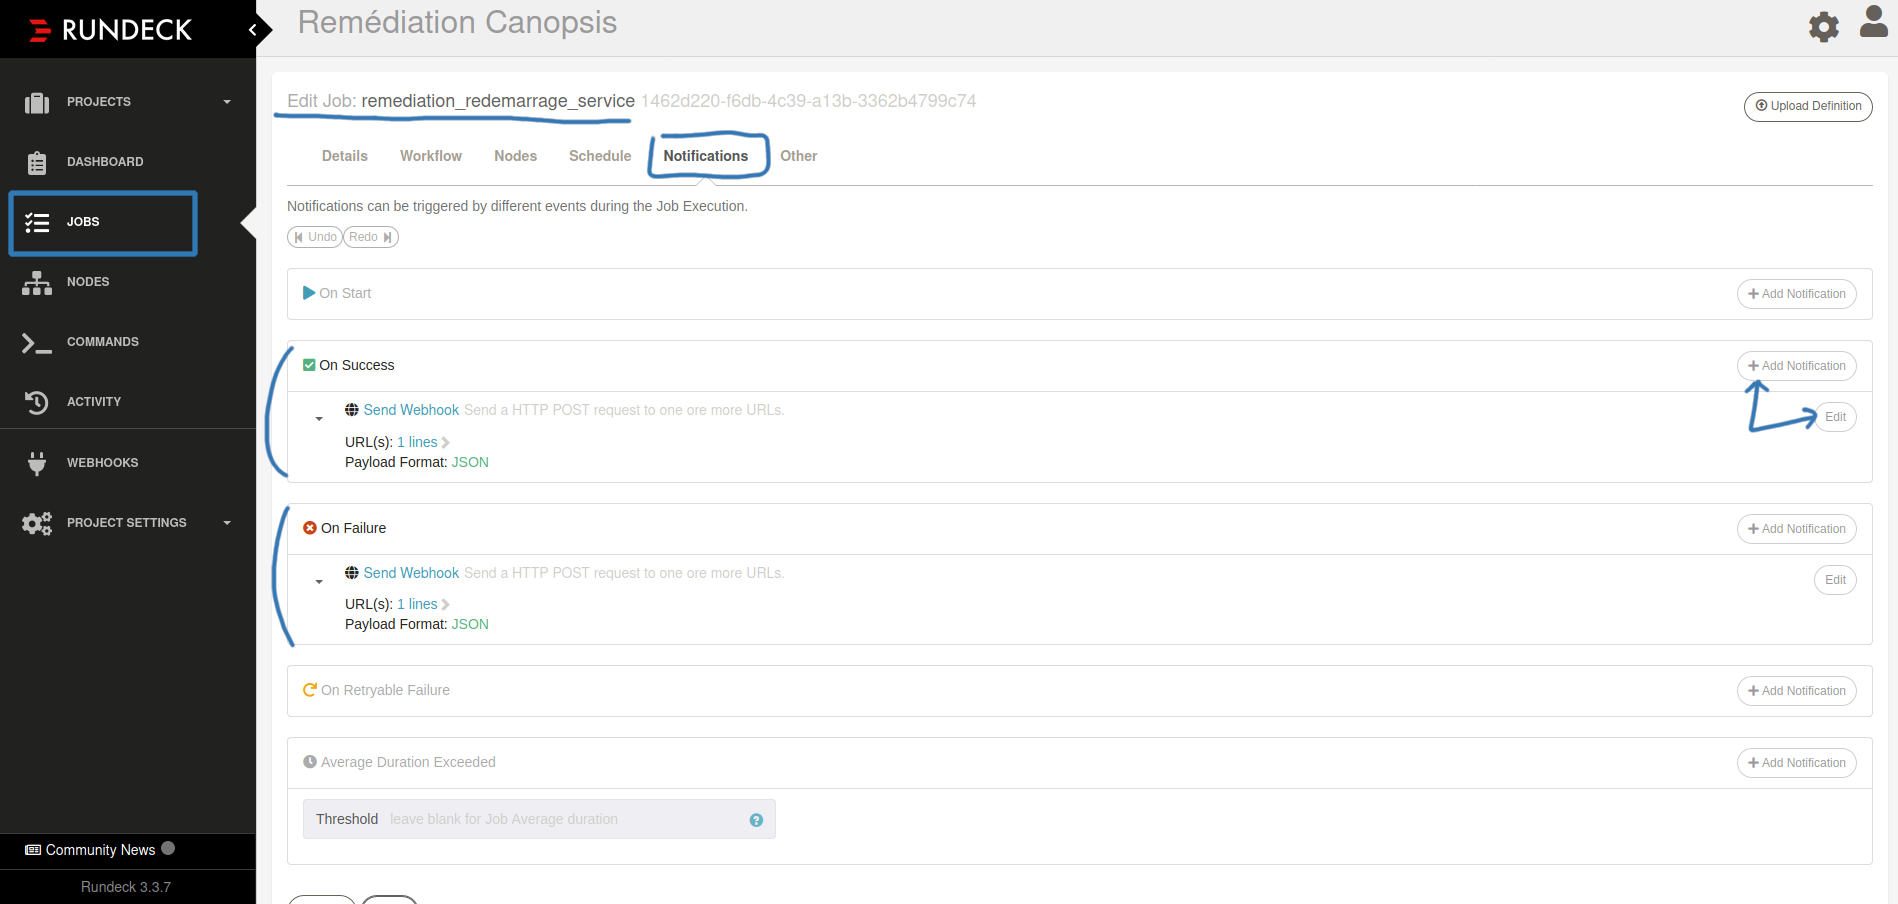 RUNDECK
Remédiation Canopsis
PROJECTS
DASHBOARD
JOBS
NODES
COMMANDS
ACTIVITY
WEBHOOKS
PROJECT SETTINGS
Community News
Rundeck 3.3.7
Edit Job: remediation_redemarrage_service 1462d220-f6db-4c39-a13b-3362b4799c74
Upload Definition
Details Workflow Nodes Schedule Notifications Other
Notifications can be triggered by different events during the Job Execution.
Undo Redo
On Start
Add Notification
On Success
Add Notification
Send Webhook Send a HTTP POST request to one ore more URLs.
Edit
URL(s): 1 lines
Payload Format: JSON
On Failure
Add Notification
Send Webhook Send a HTTP POST request to one ore more URLs.
Edit
URL(s): 1 lines
Payload Format: JSON
On Retryable Failure
Add Notification
Average Duration Exceeded
Add Notification
Threshold leave blank for Job Average duration